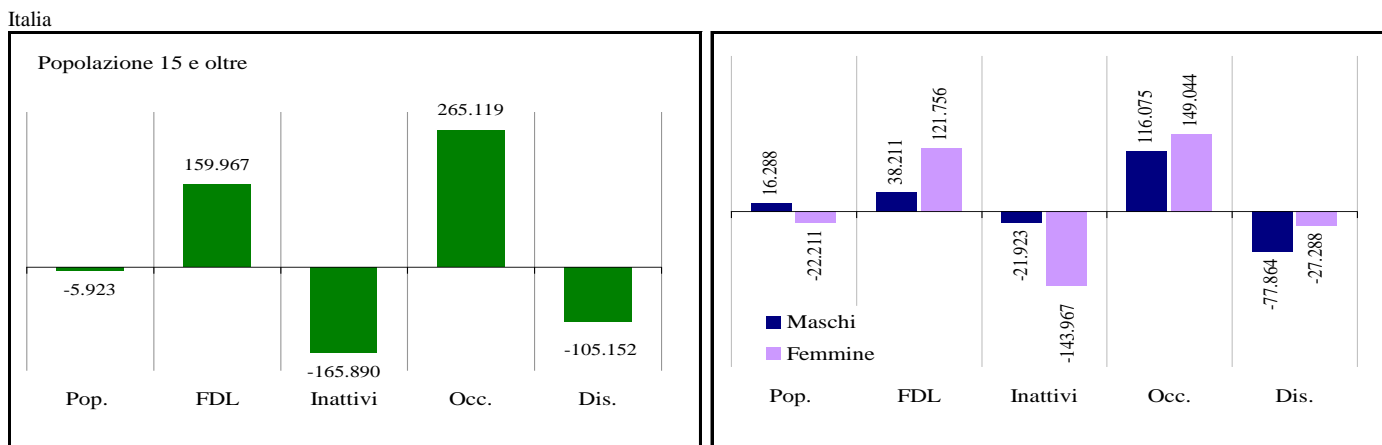 Italia
Popolazione 15 e oltre
265.119
159.967
-5.923
-105.152
-165.890
Pop. FDL Inattivi Occ. Dis.
16.288
-22.211
38.211
121.756
-21.923
-143.967
116.075
149.044
-77.864
-27.288
Maschi
Femmine
Pop. FDL Inattivi Occ. Dis.